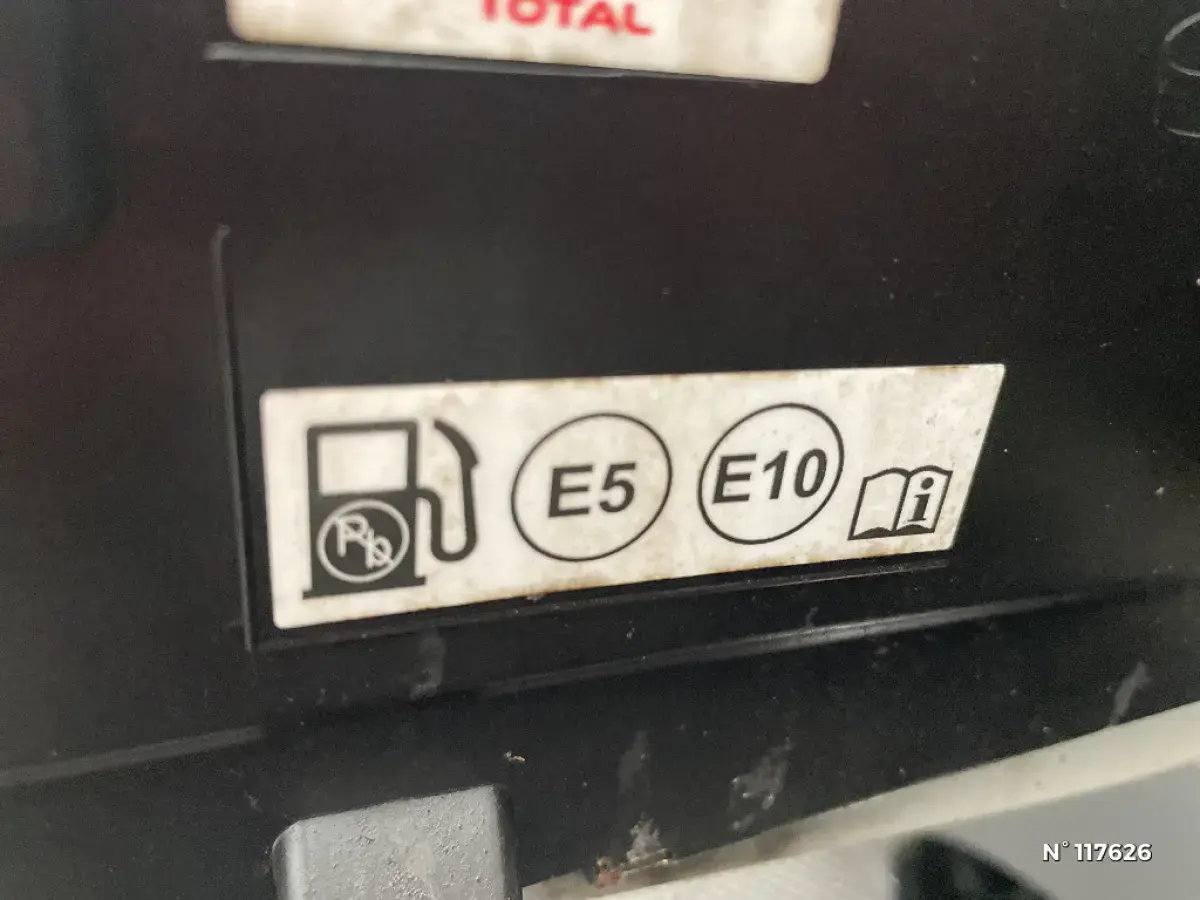 TOTAL
Pb
E5 E10 i
N° 117626